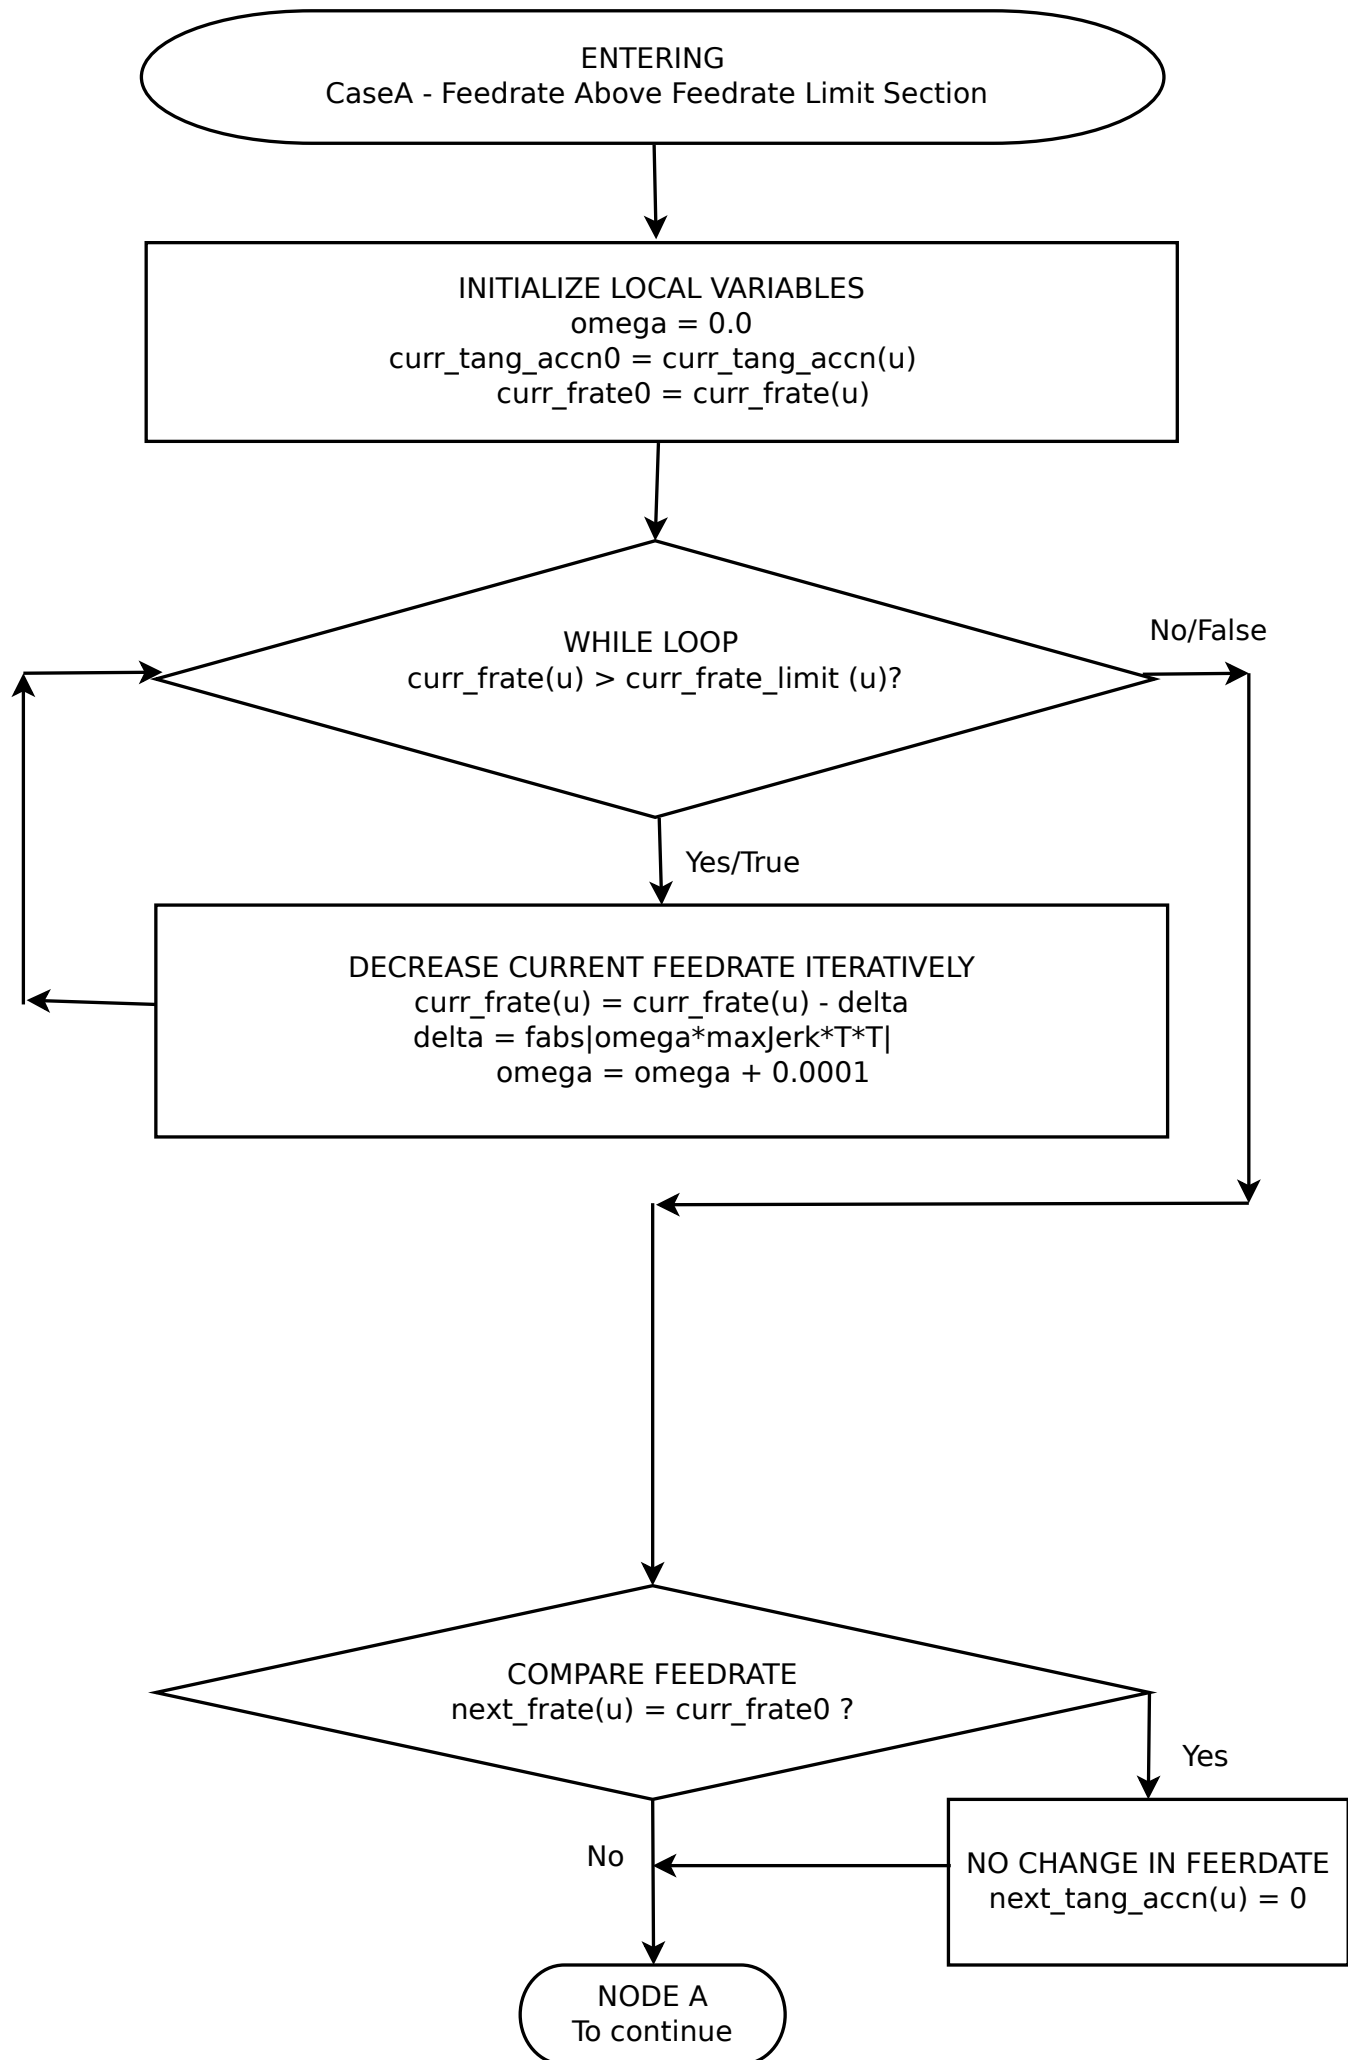 ENTERING
CaseA - Feedrate Above Feedrate Limit Section
INITIALIZE LOCAL VARIABLES
omega = 0.0
curr_tang_accn0 = curr_tang_accn(u)
curr_frate0 = curr_frate(u)
No/False
WHILE LOOP
curr_frate(u) > curr_frate_limit (u)?
Yes/True
DECREASE CURRENT FEEDRATE ITERATIVELY
curr_frate(u) = curr_frate(u) - delta
delta = fabs|omega*maxJerk*T*T|
omega = omega + 0.0001
COMPARE FEEDRATE
next_frate(u) = curr_frate0 ?
Yes
No
NO CHANGE IN FEERDATE
next_tang_accn(u) = 0
NODE A
To continue